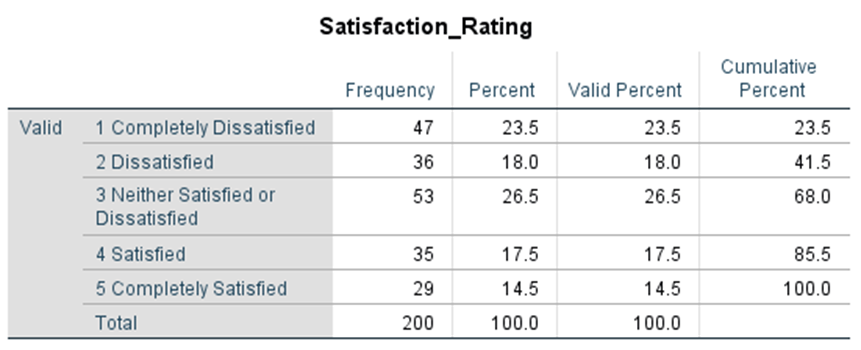 Satisfaction_Rating
Frequency Percent Valid Percent Cumulative Percent
Valid 1 Completely Dissatisfied 47 23.5 23.5 23.5
2 Dissatisfied 36 18.0 18.0 41.5
3 Neither Satisfied or Dissatisfied 53 26.5 26.5 68.0
4 Satisfied 35 17.5 17.5 85.5
5 Completely Satisfied 29 14.5 14.5 100.0
Total 200 100.0 100.0